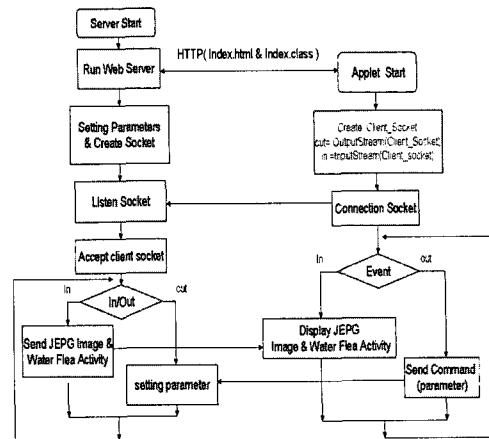 Server Start
HTTP( Index.html & Index.class )
Run Web Server
Applet Start
Setting Parameters
& Create Socket
Create Client_Socket
out= OutputStream(Client_Socket)
in =InputStream(Client_socket)
Listen Socket
Connection Socket
Accept client socket
In
out
Event
In
out
In/Out
Send JEPG Image &
Water Flea Activity
Display JEPG
Image & Water Flea Activity
setting parameter
Send Command
(parameter)